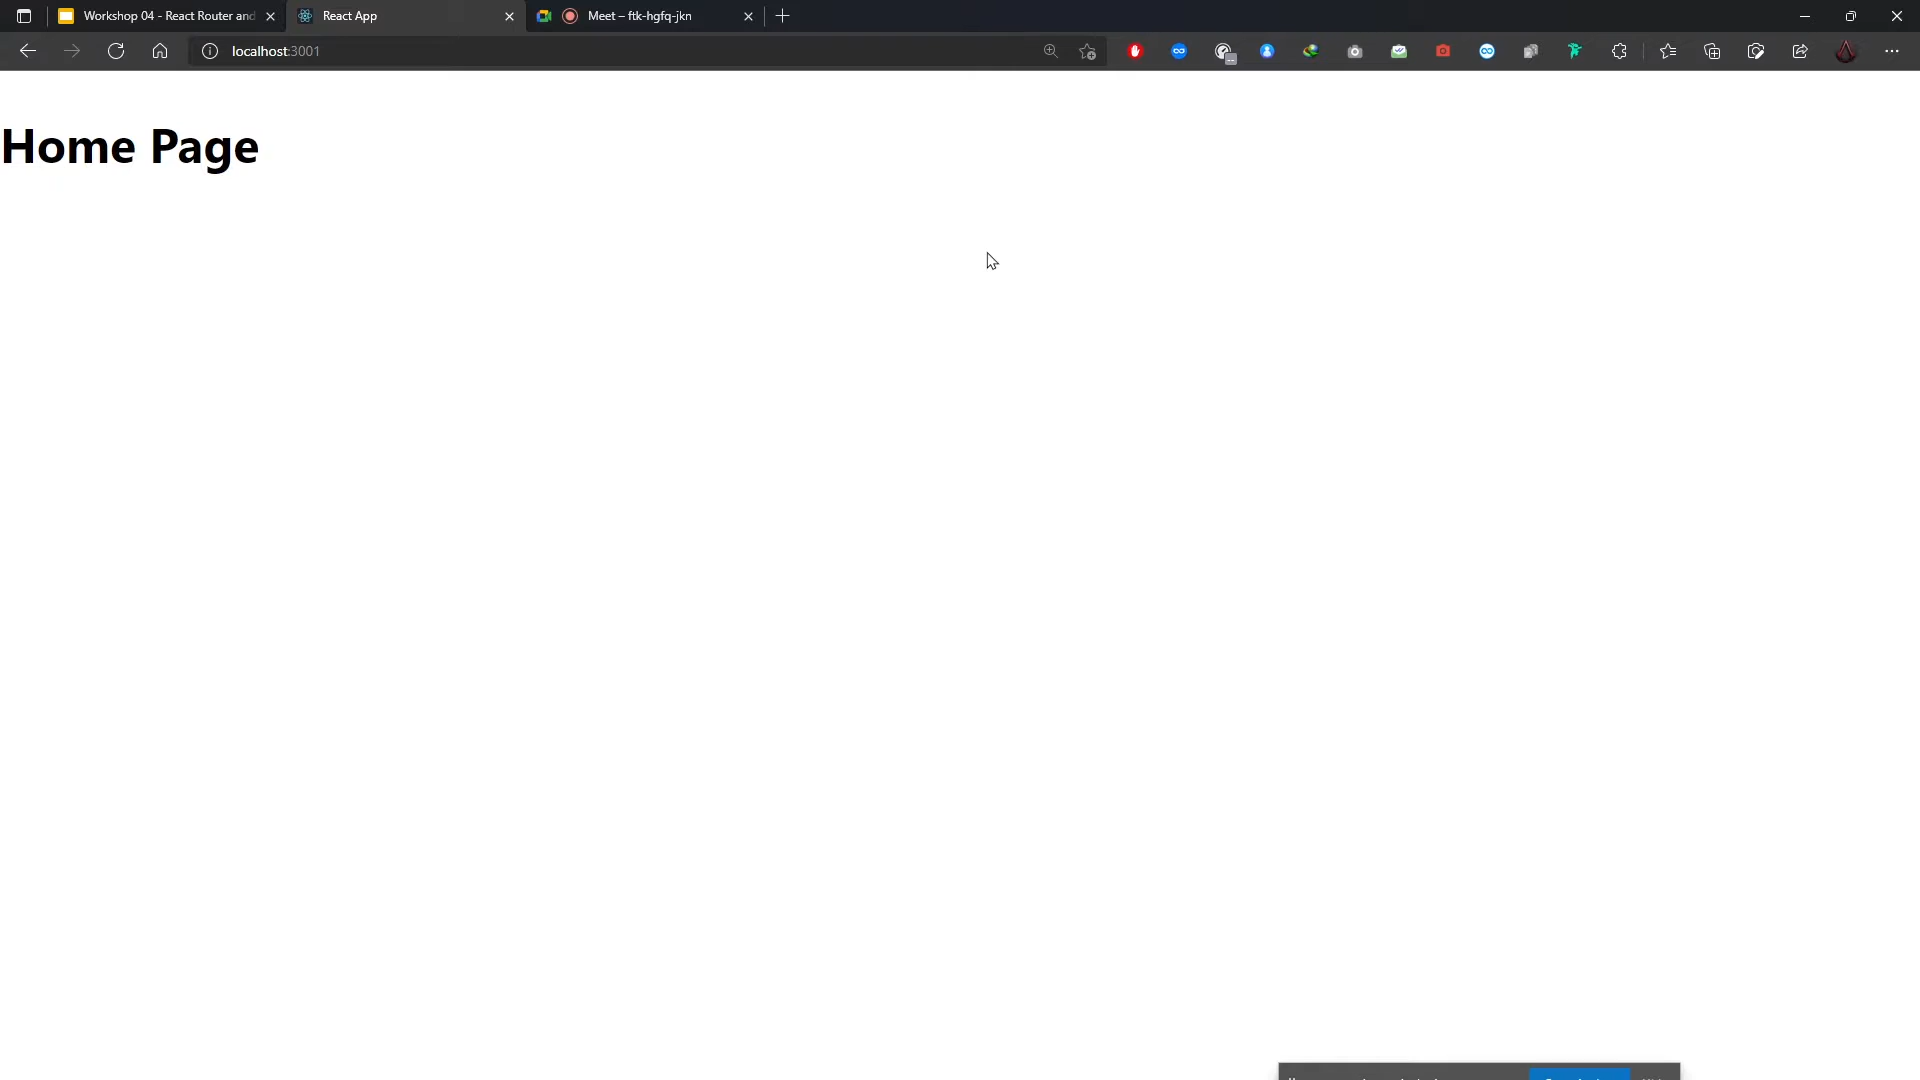 Workshop 04 - React Router and
React App
Meet – ftk-hgfq-jkn
localhost:3001
Home Page